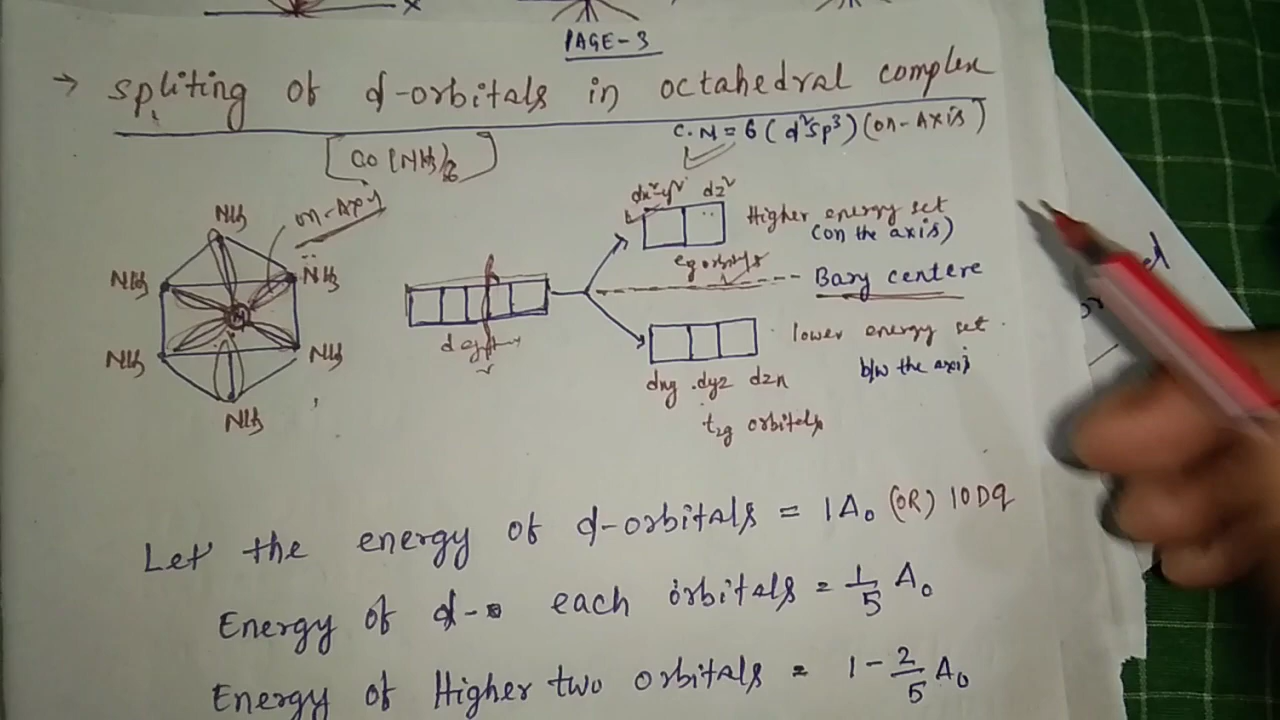 x
PAGE-3
→ spliting of d-orbitals in octahedral complex
C.N = 6 (d²sp³) (on-Axis)
[Co(NH₃)₆]
NH₃
NH₃
NH₃
NH₃
NH₃
NH₃
M
dx²-y² dz²
Higher energy set
(on the axis)
eg orbitals
Bary centere
lower energy set
b/w the axis
dxy dyz dzx
t₂g orbitals
Let the energy of d-orbitals = 1Δ₀ (OR) 10Dq
Energy of d- each orbitals = 1/5 Δ₀
Energy of Higher two orbitals = 1 - 2/5 Δ₀